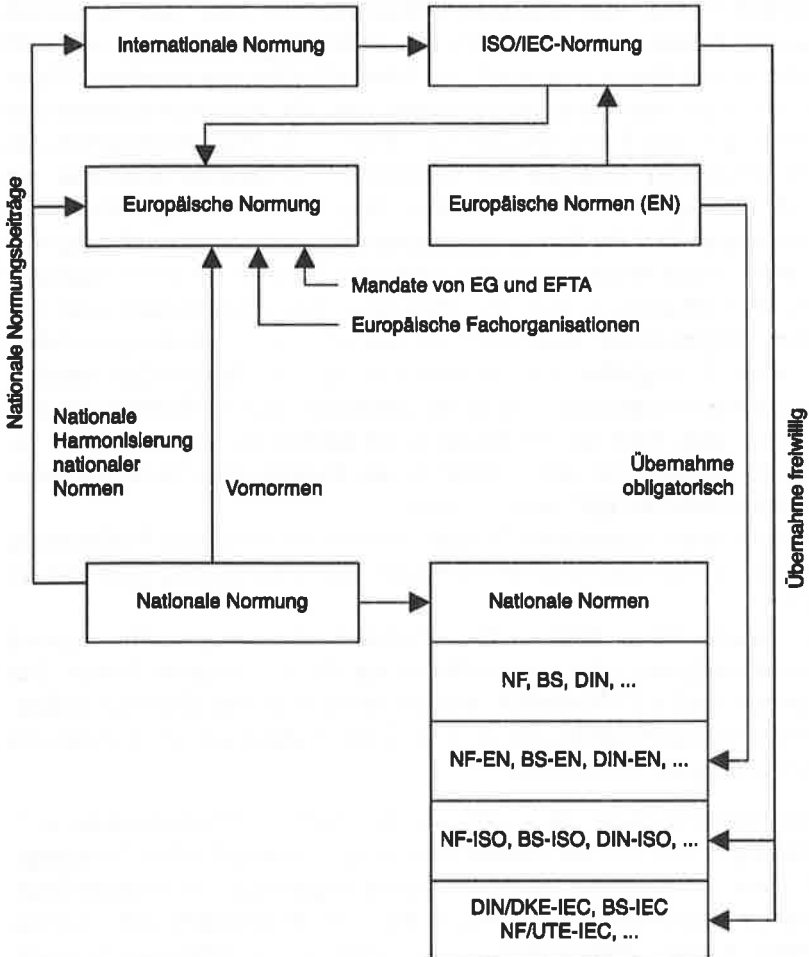 Internationale Normung
ISO/IEC-Normung
Nationale Normungsbeiträge
Europäische Normung
Europäische Normen (EN)
Mandate von EG und EFTA
Europäische Fachorganisationen
Nationale
Harmonisierung
nationaler
Normen
Vornormen
Übernahme
obligatorisch
Übernahme freiwillig
Nationale Normung
Nationale Normen
NF, BS, DIN, ...
NF-EN, BS-EN, DIN-EN, ...
NF-ISO, BS-ISO, DIN-ISO, ...
DIN/DKE-IEC, BS-IEC
NF/UTE-IEC, ...